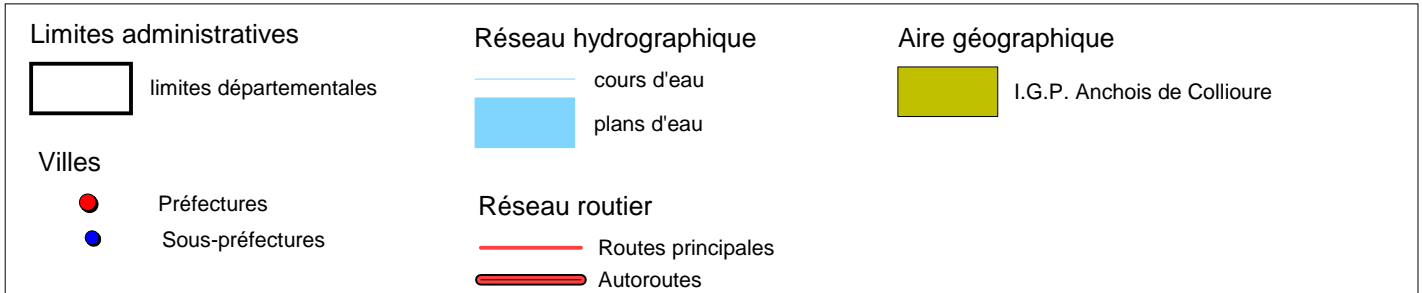 Limites administratives
limites départementales
Villes
Préfectures
Sous-préfectures
Réseau hydrographique
cours d'eau
plans d'eau
Réseau routier
Routes principales
Autoroutes
Aire géographique
I.G.P. Anchois de Collioure